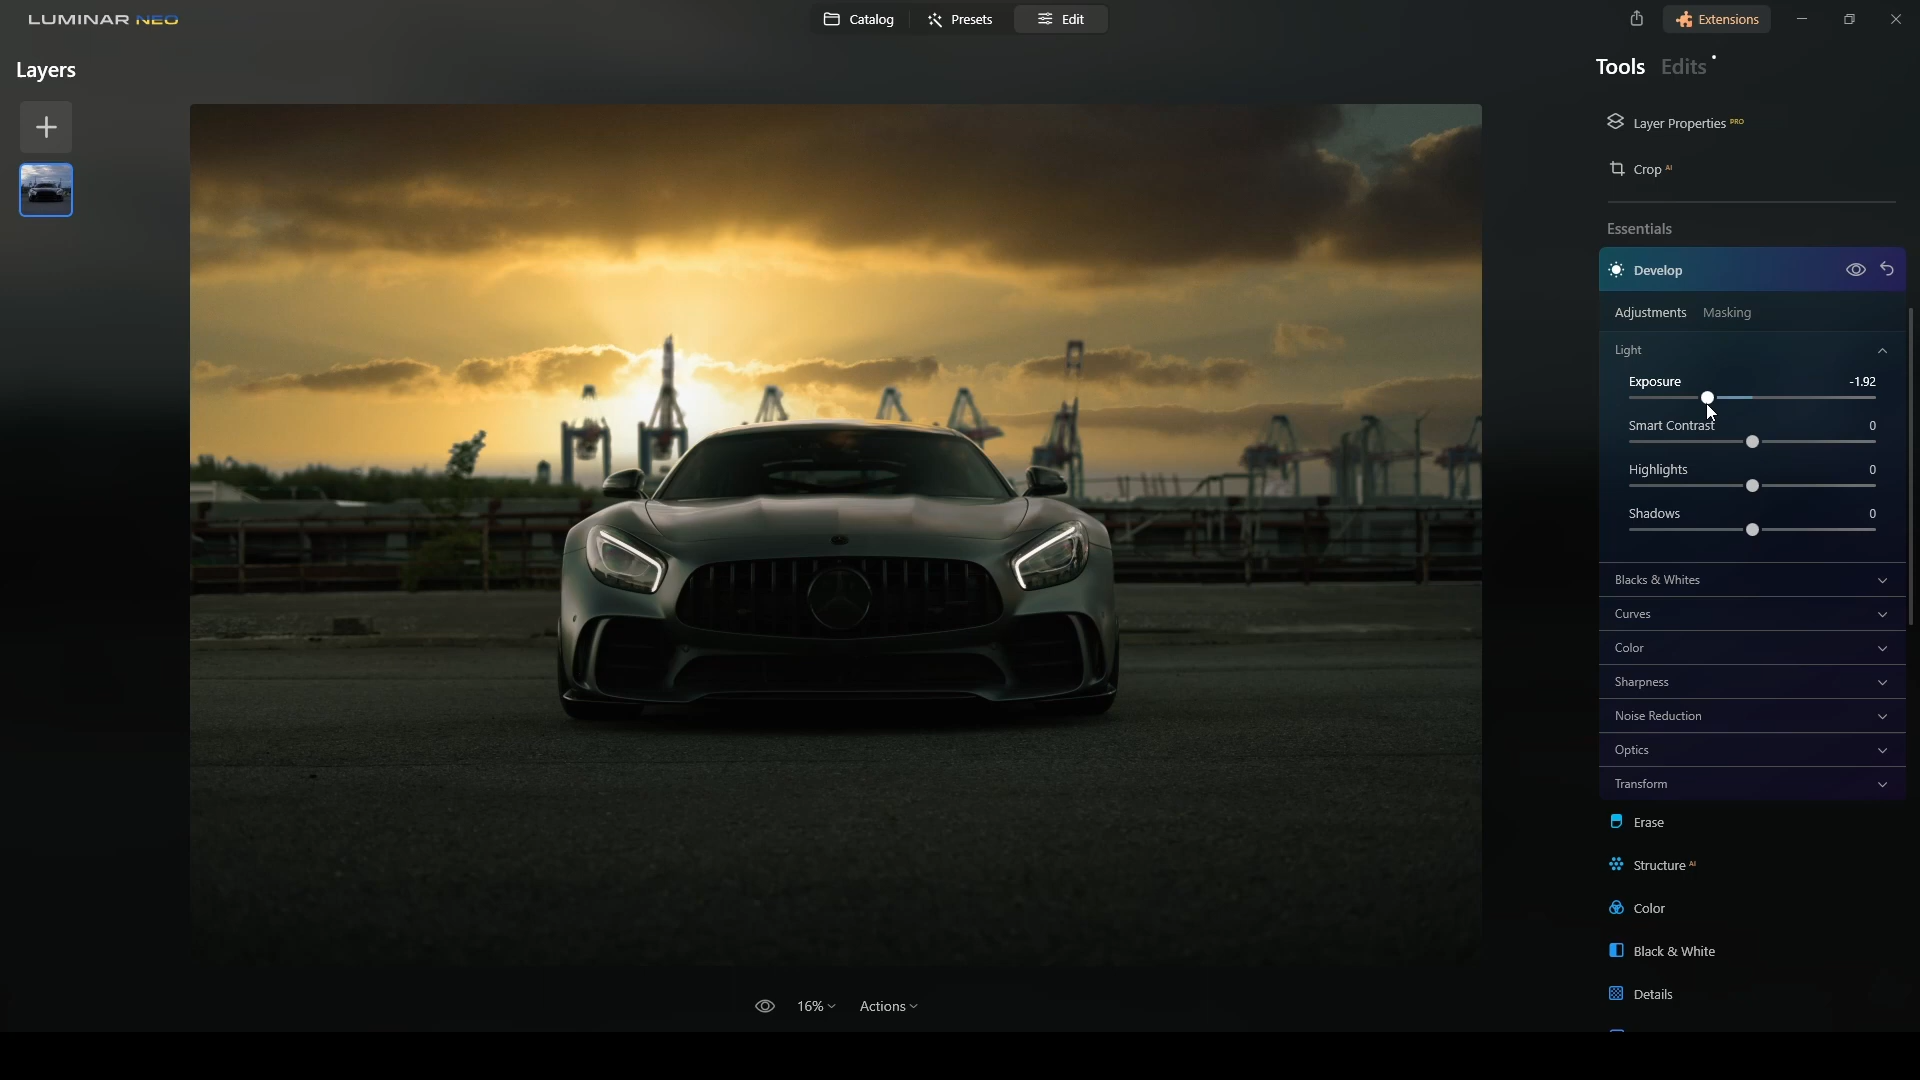 LUMINAR NEO
Catalog
Presets
Edit
Extensions
Layers
Tools Edits
Layer Properties PRO
Crop AI
Essentials
Develop
Adjustments Masking
Light
Exposure -1.92
Smart Contrast 0
Highlights 0
Shadows 0
Blacks & Whites
Curves
Color
Sharpness
Noise Reduction
Optics
Transform
Erase
Structure AI
Color
Black & White
Details
16%
Actions